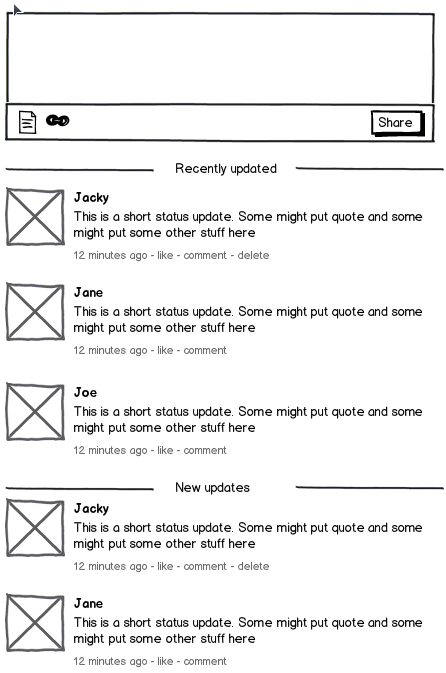 Share
Recently updated
Jacky
This is a short status update. Some might put quote and some
might put some other stuff here
12 minutes ago - like - comment - delete
Jane
This is a short status update. Some might put quote and some
might put some other stuff here
12 minutes ago - like - comment
Joe
This is a short status update. Some might put quote and some
might put some other stuff here
12 minutes ago - like - comment
New updates
Jacky
This is a short status update. Some might put quote and some
might put some other stuff here
12 minutes ago - like - comment - delete
Jane
This is a short status update. Some might put quote and some
might put some other stuff here
12 minutes ago - like - comment